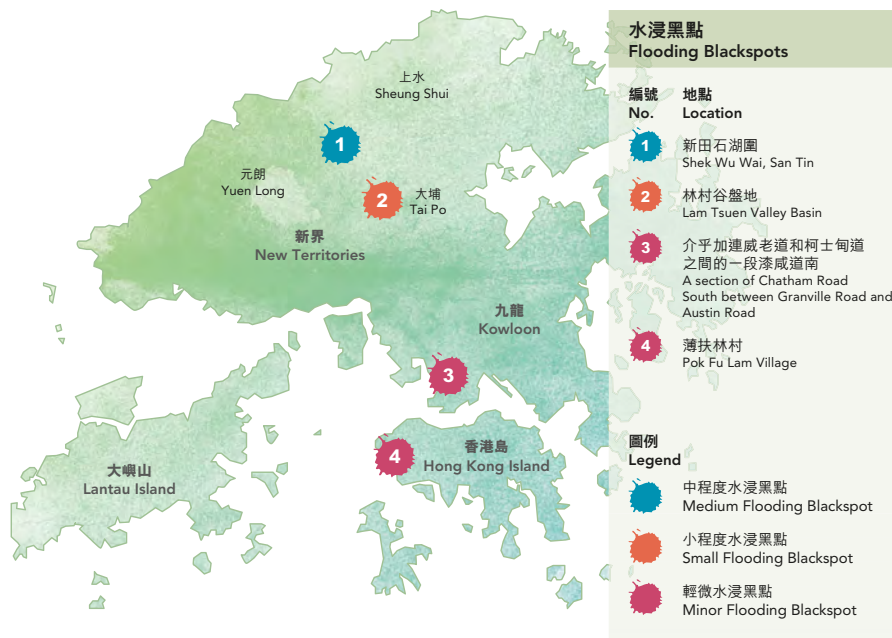 上水
Sheung Shui
1
元朗
Yuen Long
2
大埔
Tai Po
新界
New Territories
九龍
Kowloon
3
香港島
Hong Kong Island
4
大嶼山
Lantau Island
水浸黑點
Flooding Blackspots
編號 地點
No. Location
1 新田石湖圍
Shek Wu Wai, San Tin
2 林村谷盤地
Lam Tsuen Valley Basin
3 介乎加連威老道和柯士甸道
之間的一段漆咸道南
A section of Chatham Road
South between Granville Road and
Austin Road
4 薄扶林村
Pok Fu Lam Village
圖例
Legend
中程度水浸黑點
Medium Flooding Blackspot
小程度水浸黑點
Small Flooding Blackspot
輕微水浸黑點
Minor Flooding Blackspot